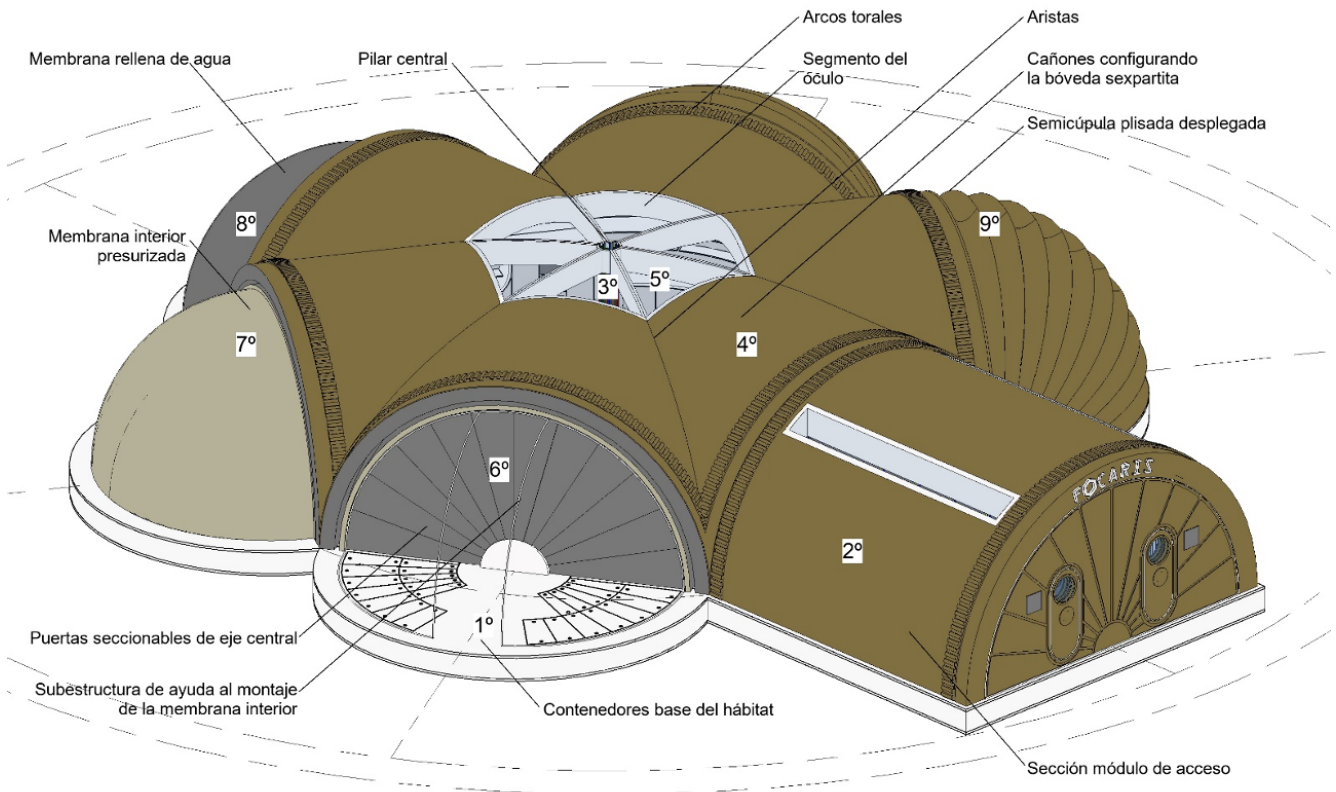 Arcos torales
Aristas
Membrana rellena de agua
Pilar central
Segmento del
óculo
Cañones configurando
la bóveda sexpartita
Semicúpula plisada desplegada
8º
9º
Membrana interior
presurizada
3º
5º
7º
4º
6º
FOCARIS
2º
1º
Puertas seccionables de eje central
Subestructura de ayuda al montaje
de la membrana interior
Contenedores base del hábitat
Sección módulo de acceso